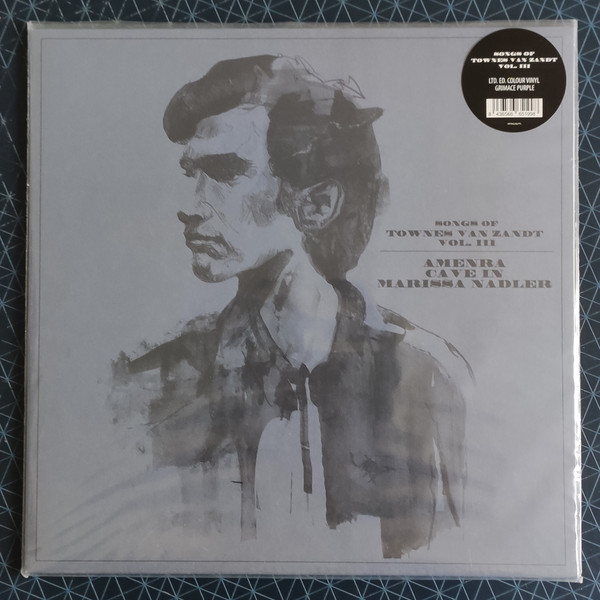 SONGS OF
TOWNES VAN ZANDT
VOL. III
LTD. ED. COLOUR VINYL
GRIMACE PURPLE
SONGS OF
TOWNES VAN ZANDT
VOL. III
AMENRA
CAVE IN
MARISSA NADLER